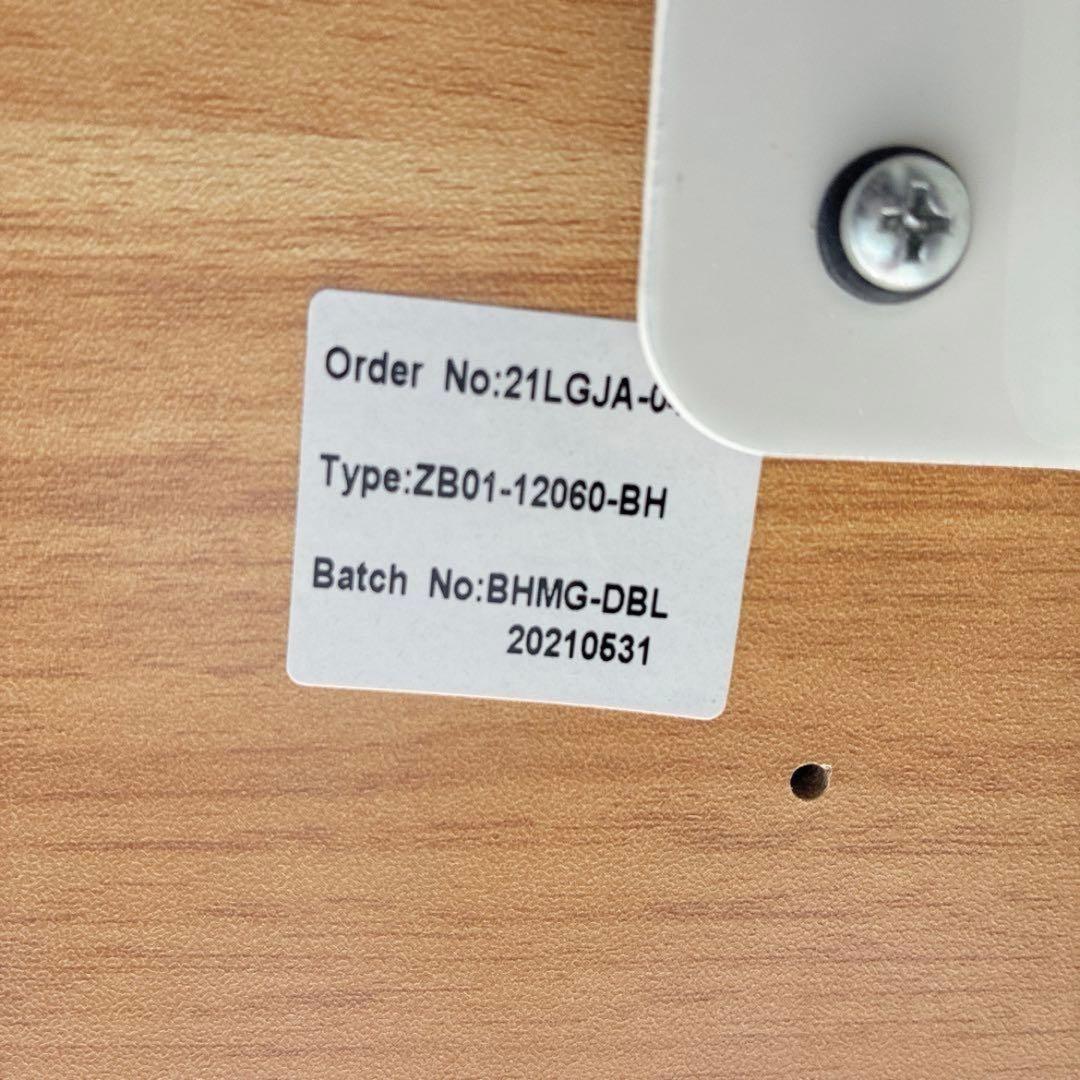 Order No:21LGJA-0
Type:ZB01-12060-BH
Batch No:BHMG-DBL
20210531